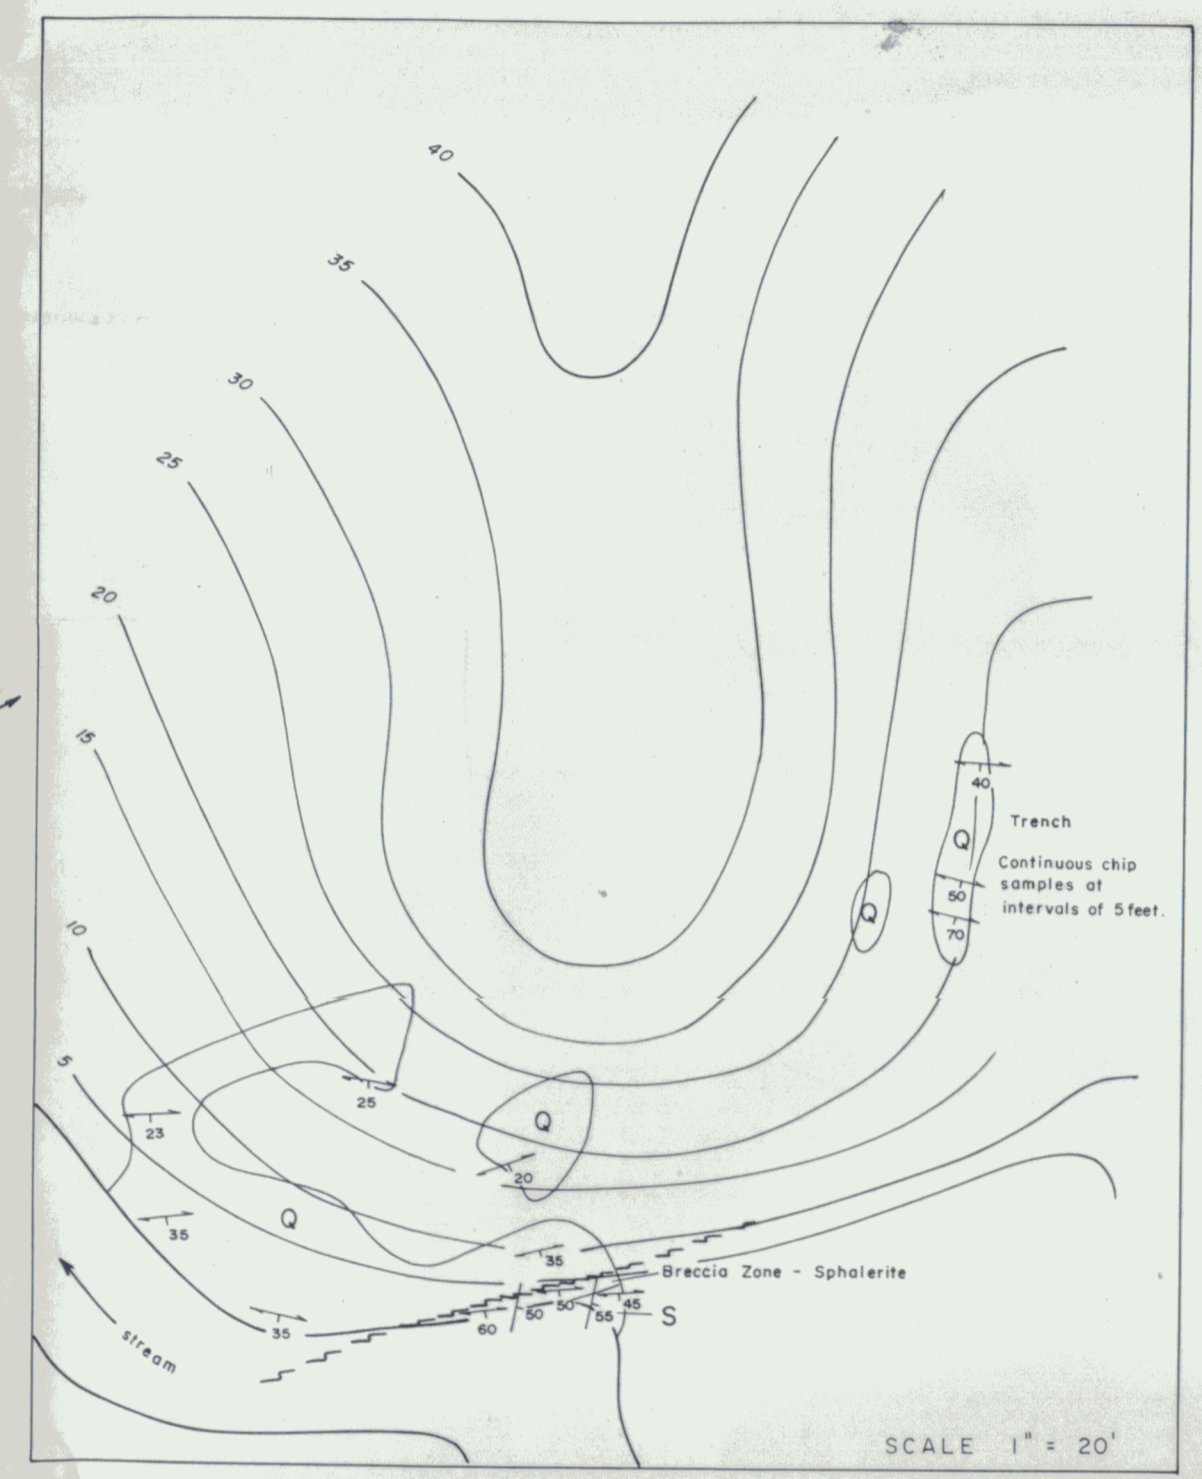 40
35
30
25
20
15
40
Trench
Q
Continuous chip
samples at
intervals of 5 feet.
50
Q
70
10
5
25
23
Q
20
35
Q
35
Breccia Zone - Sphalerite
50
50
45
55
S
60
35
stream
SCALE 1" = 20'